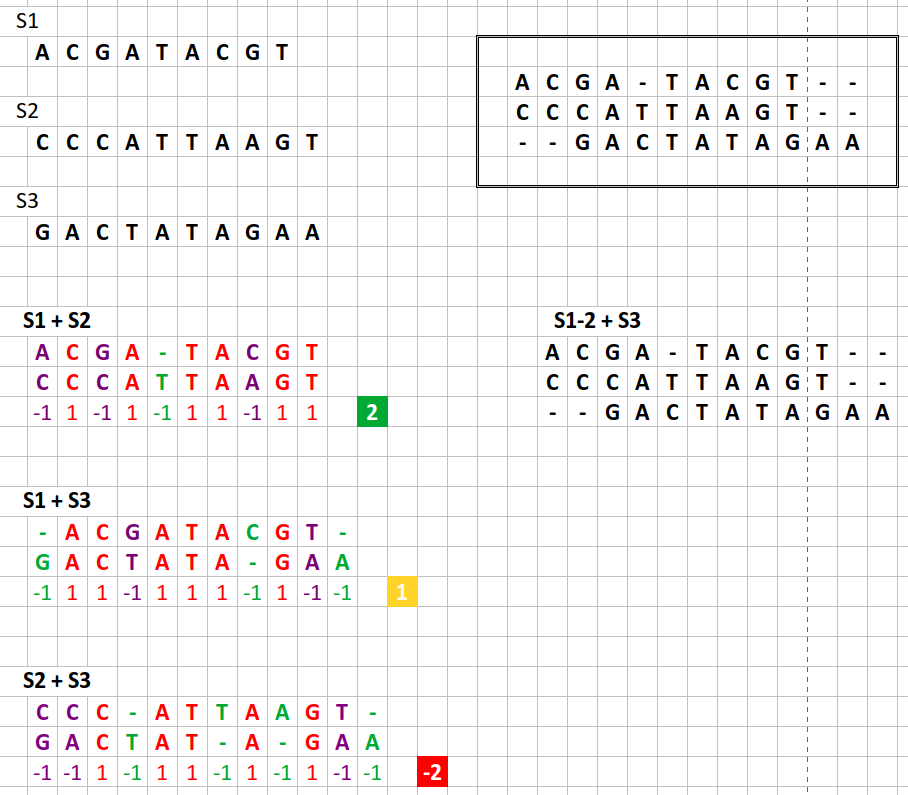 S1
A C G A T A C G T
S2
C C C A T T A A G T
S3
G A C T A T A G A A
A C G A - T A C G T - -
C C C A T T A A G T - -
- - G A C T A T A G A A
S1 + S2
A C G A - T A C G T
C C C A T T A A G T
-1 1 -1 1 -1 1 1 -1 1 1 2
S1 + S3
- A C G A T A C G T -
G A C T A T A - G A A
-1 1 1 -1 1 1 1 -1 1 -1 -1 1
S2 + S3
C C C - A T T A A G T -
G A C T A T - A - G A A
-1 -1 1 -1 1 1 -1 1 -1 1 -1 -1 -2
S1-2 + S3
A C G A - T A C G T - -
C C C A T T A A G T - -
- - G A C T A T A G A A